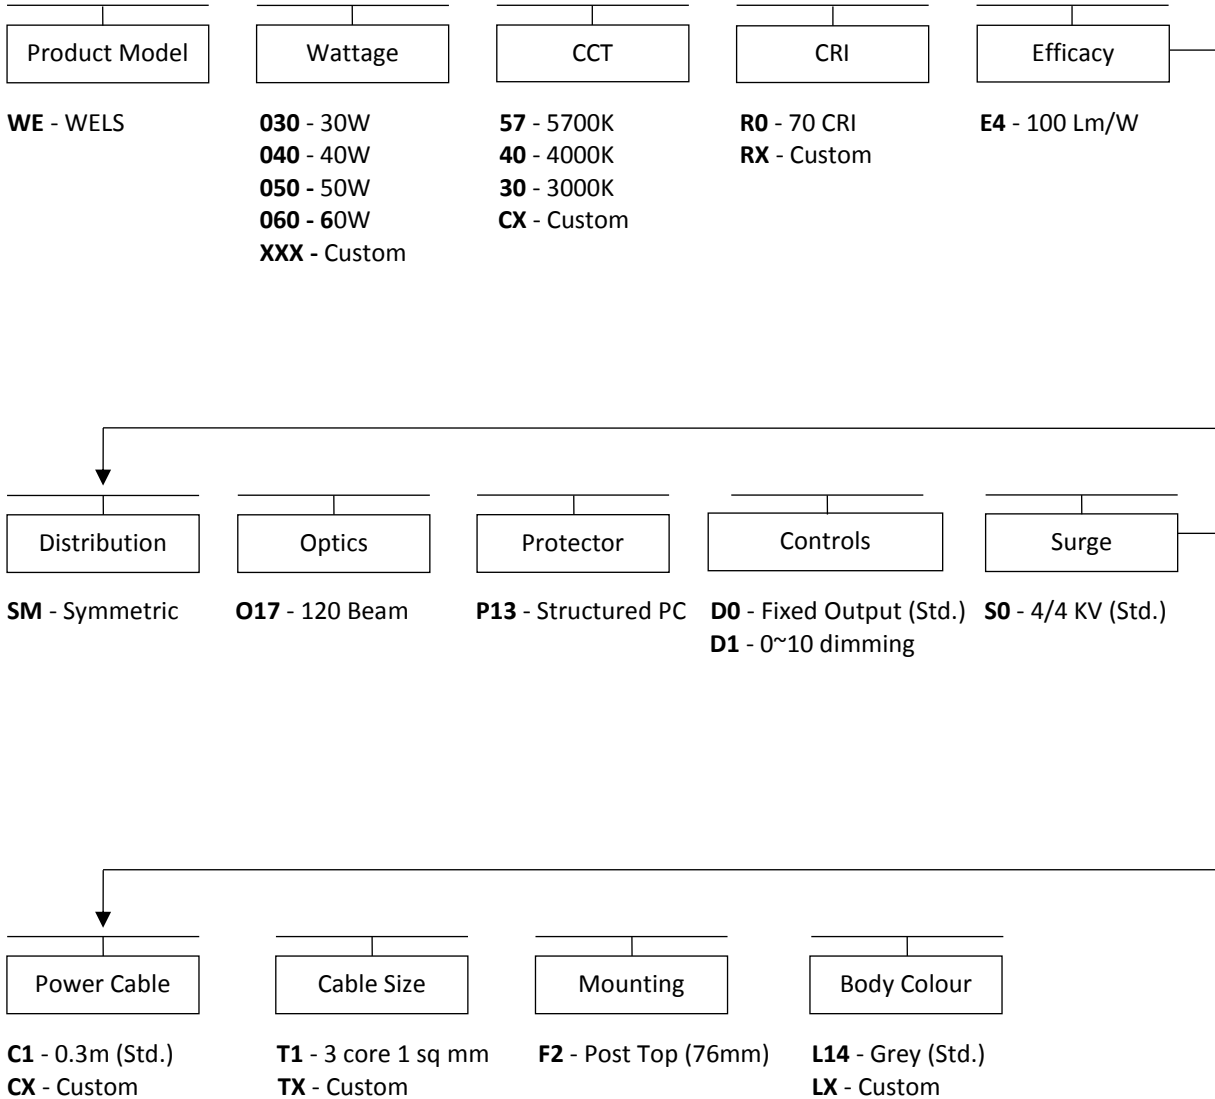 Product Model
Wattage
CCT
CRI
Efficacy
WE - WELS
030 - 30W
040 - 40W
050 - 50W
060 - 60W
XXX - Custom
57 - 5700K
40 - 4000K
30 - 3000K
CX - Custom
R0 - 70 CRI
RX - Custom
E4 - 100 Lm/W
Distribution
Optics
Protector
Controls
Surge
SM - Symmetric
O17 - 120 Beam
P13 - Structured PC
D0 - Fixed Output (Std.)
D1 - 0~10 dimming
S0 - 4/4 KV (Std.)
Power Cable
Cable Size
Mounting
Body Colour
C1 - 0.3m (Std.)
CX - Custom
T1 - 3 core 1 sq mm
TX - Custom
F2 - Post Top (76mm)
L14 - Grey (Std.)
LX - Custom